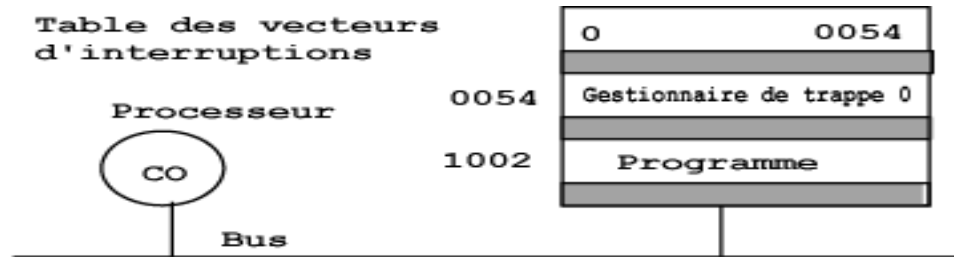 Table des vecteurs
d'interruptions
0 0054
0054 Gestionnaire de trappe 0
Processeur
1002 Programme
CO
Bus